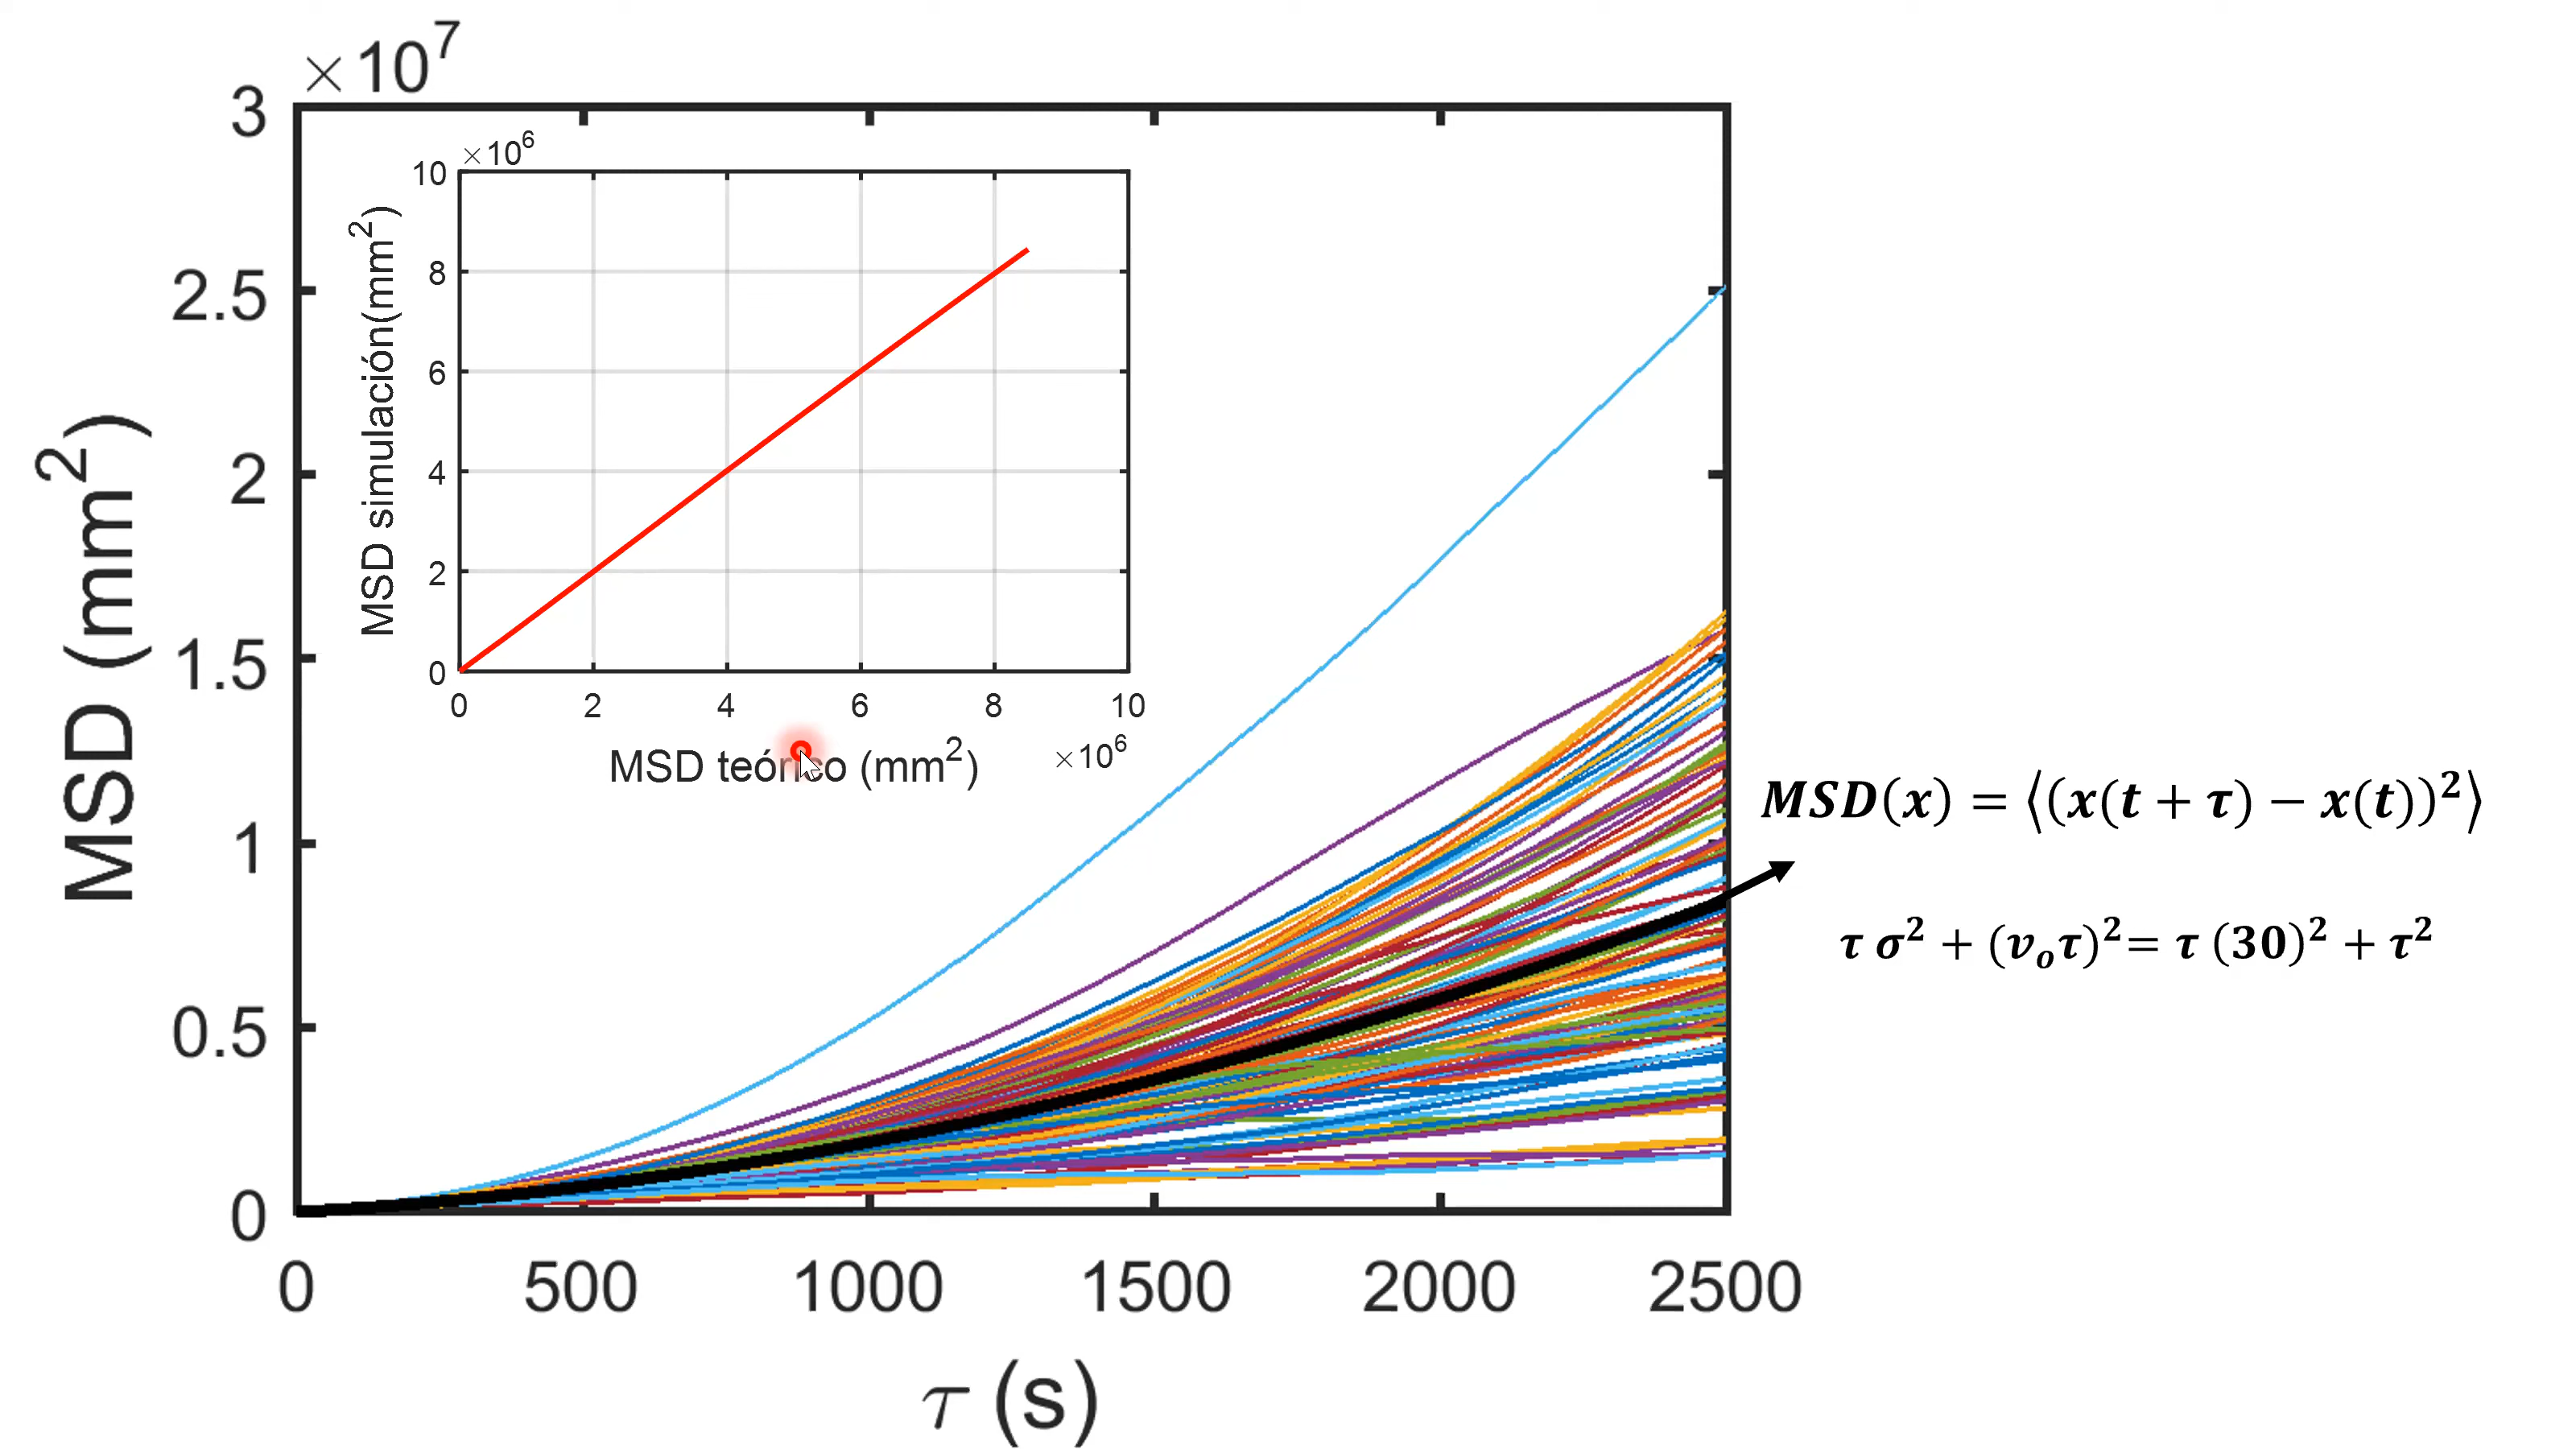 ×10⁷
3
2.5
2
1.5
1
0.5
0
MSD (mm²)
0 500 1000 1500 2000 2500
τ (s)
×10⁶
10
8
6
4
2
0
MSD simulación(mm²)
0 2 4 6 8 10
MSD teórico (mm²) ×10⁶
MSD(x) = ⟨(x(t + τ) − x(t))²⟩
τ σ² + (vₒτ)²= τ (30)² + τ²